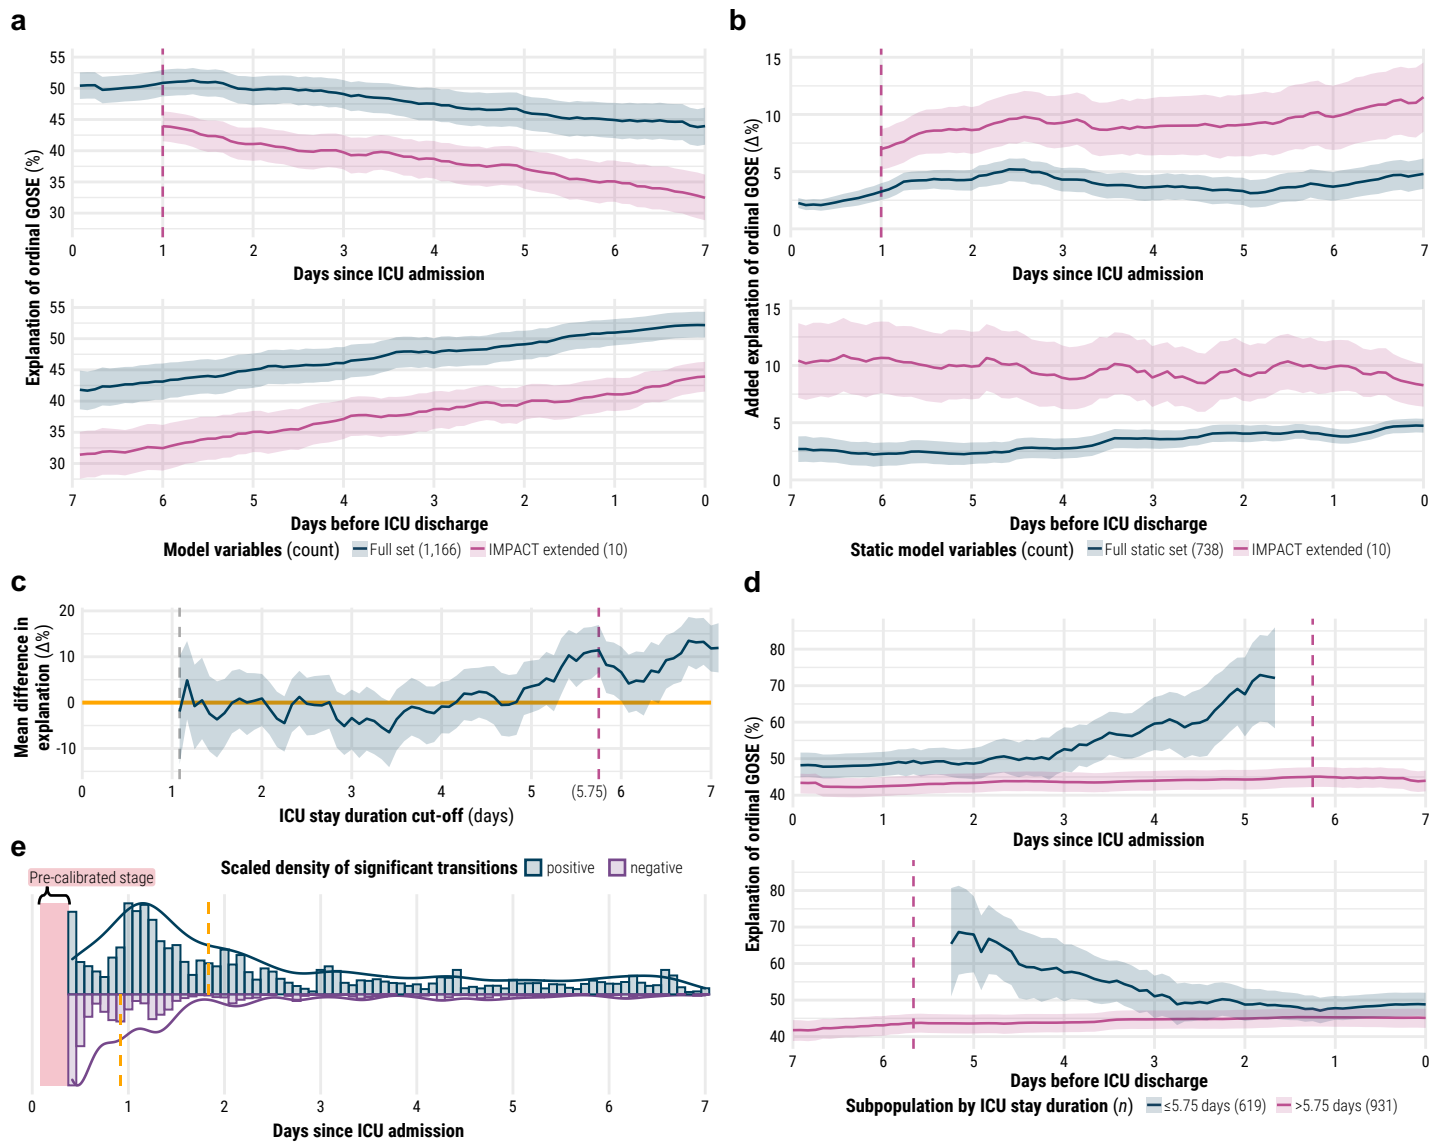 a
Explanation of ordinal GOSE (%)
55
50
45
40
35
30
0 1 2 3 4 5 6 7
Days since ICU admission
55
50
45
40
35
30
7 6 5 4 3 2 1 0
Days before ICU discharge
Model variables (count) Full set (1,166) IMPACT extended (10)
b
Added explanation of ordinal GOSE (Δ%)
15
10
5
0
0 1 2 3 4 5 6 7
Days since ICU admission
15
10
5
0
7 6 5 4 3 2 1 0
Days before ICU discharge
Static model variables (count) Full static set (738) IMPACT extended (10)
c
Mean difference in
explanation (Δ%)
20
10
0
-10
0 1 2 3 4 5 (5.75) 6 7
ICU stay duration cut-off (days)
d
Explanation of ordinal GOSE (%)
80
70
60
50
40
0 1 2 3 4 5 6 7
Days since ICU admission
80
70
60
50
40
7 6 5 4 3 2 1 0
Days before ICU discharge
Subpopulation by ICU stay duration (n) ≤5.75 days (619) >5.75 days (931)
e
Scaled density of significant transitions positive negative
Pre-calibrated stage
0 1 2 3 4 5 6 7
Days since ICU admission